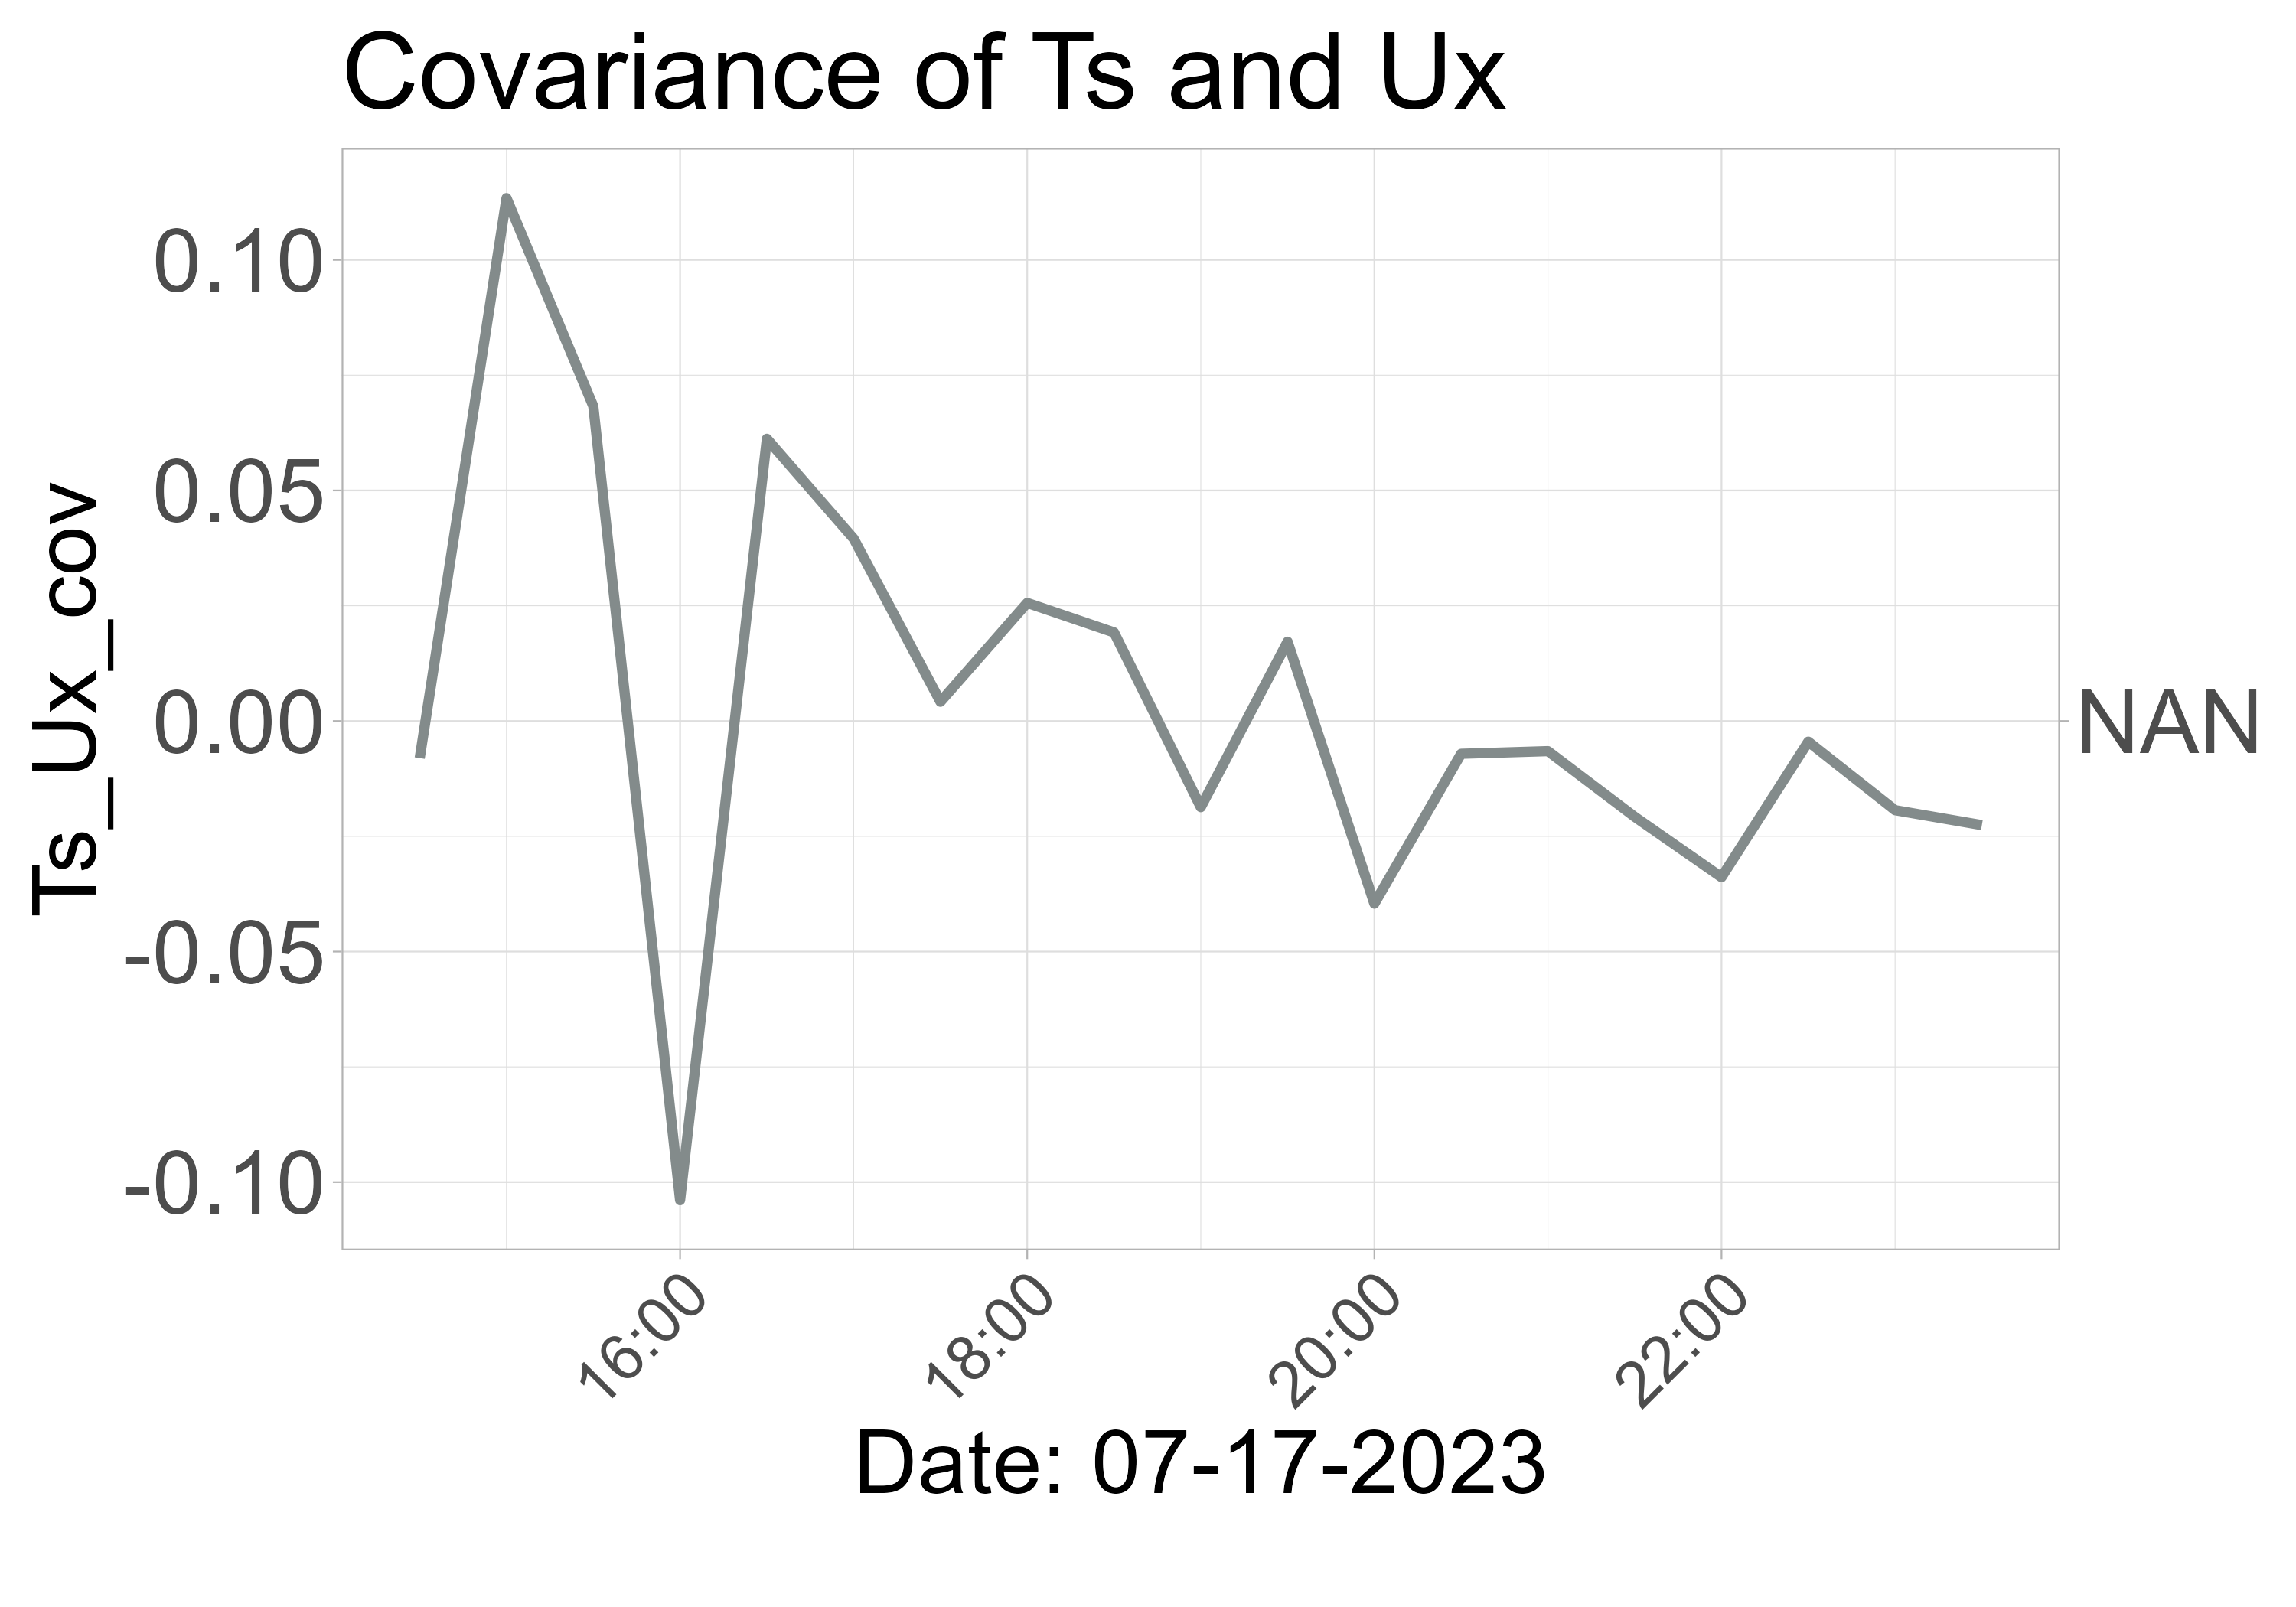 Covariance of Ts and Ux
Ts_Ux_cov
0.10
0.05
0.00
-0.05
-0.10
NAN
16:00
18:00
20:00
22:00
Date: 07-17-2023